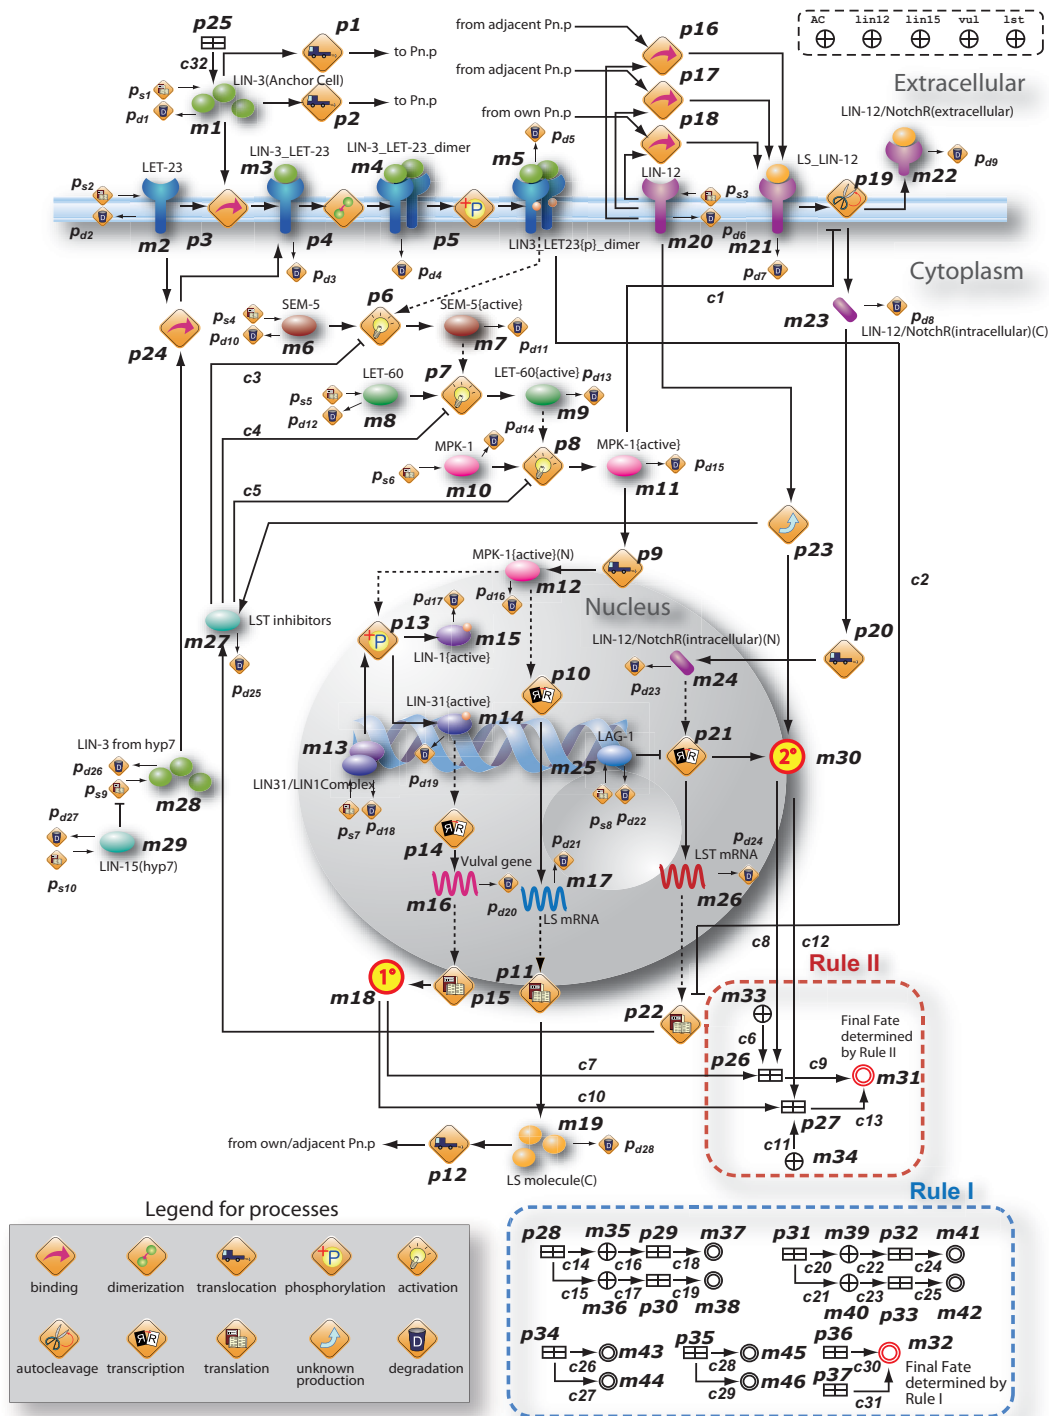 p25
p1
from adjacent Pn.p
p16
AC lin12 lin15 vul lst
c32
to Pn.p
LIN-3(Anchor Cell)
from adjacent Pn.p
p17
Extracellular
ps1
pd1
m1
to Pn.p
p2
from own Pn.p
p18
LIN-12/NotchR(extracellular)
LET-23
LIN-3_LET-23
m3
LIN-3_LET-23_dimer
m4
m5
pd5
LIN-12
LS_LIN-12
p19
m22
pd9
ps2
pd2
m2
p3
p4
p5
ps3
pd6
m20
m21
pd3
pd4
LIN3_LET23{p}_dimer
pd7
Cytoplasm
c1
p6
SEM-5
SEM-5{active}
ps4
pd10
m6
m7
pd11
m23
pd8
LIN-12/NotchR(intracellular)(C)
p24
c3
p7
LET-60
LET-60{active}
pd13
ps5
pd12
m8
m9
c4
pd14
p8
MPK-1
MPK-1{active}
ps6
m10
m11
pd15
c5
p23
p9
MPK-1{active}(N)
m12
c2
pd17
pd16
Nucleus
m27
LST inhibitors
p13
m15
LIN-1{active}
LIN-12/NotchR(intracellular)(N)
p20
pd25
p10
pd23
m24
LIN-31{active}
m14
LAG-1
p21
2°
m30
LIN-3 from hyp7
m13
m25
pd26
ps9
m28
LIN31/LIN1Complex
pd19
ps7
pd18
ps8
pd22
pd27
m29
LIN-15(hyp7)
ps10
p14
pd21
pd24
Vulval gene
m17
LST mRNA
m16
pd20
LS mRNA
m26
c8
c12
Rule II
1°
m18
p15
p11
p22
m33
Final Fate
determined
by Rule II
c6
p26
c7
c9
m31
c10
p27
c13
m19
c11
from own/adjacent Pn.p
p12
pd28
m34
LS molecule(C)
Rule I
Legend for processes
binding
dimerization
translocation
phosphorylation
activation
autocleavage
transcription
translation
unknown
production
degradation
p28 m35 p29 m37
c14 c16 c18
c15 c17 c19
m36 p30 m38
p31 m39 p32 m41
c20 c22 c24
c21 c23 c25
m40 p33 m42
p34
m43
c26
m44
c27
p35
m45
c28
m46
c29
p36
m32
c30
p37
c31
Final Fate
determined by
Rule I